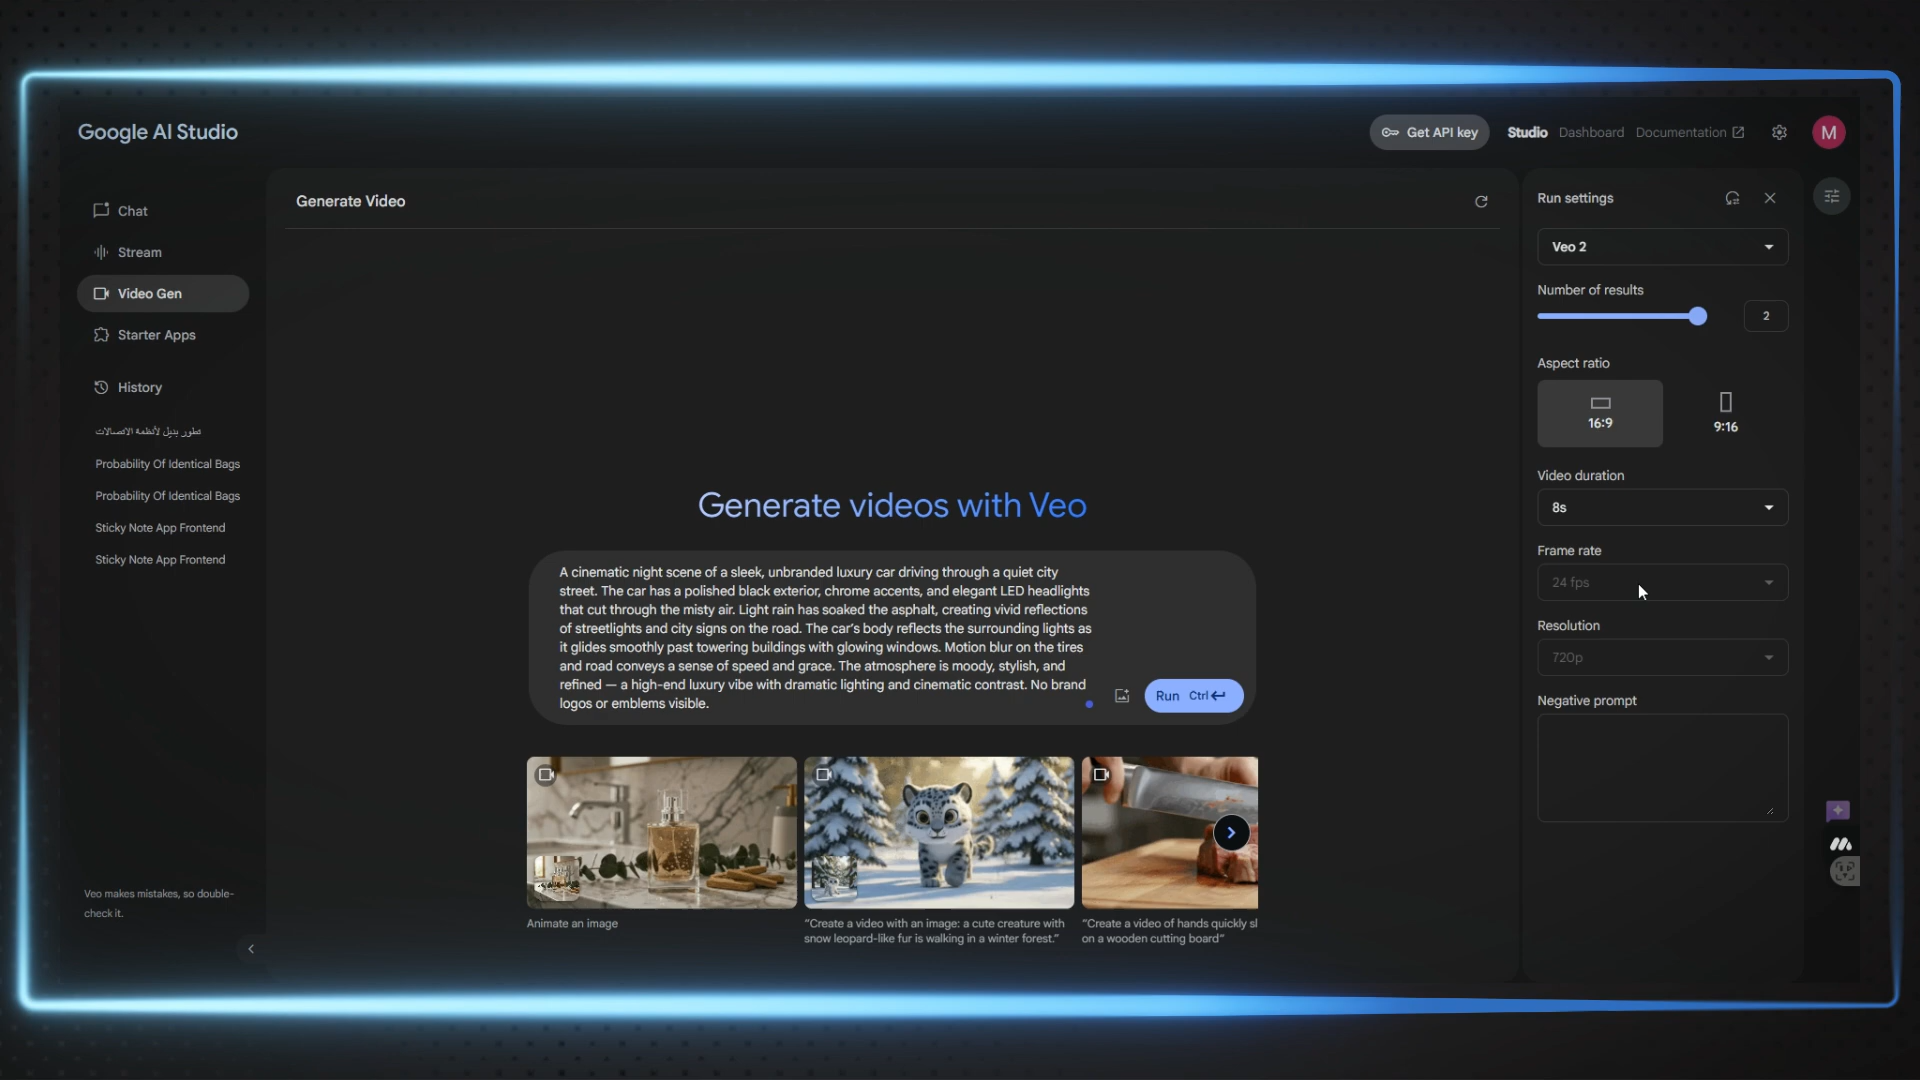 Google AI Studio
Get API key
Studio
Dashboard
Documentation
M
Chat
Stream
Video Gen
Starter Apps
History
مطور بديل لأنظمة الاتصالات
Probability Of Identical Bags
Probability Of Identical Bags
Sticky Note App Frontend
Sticky Note App Frontend
Veo makes mistakes, so double-
check it.
Generate Video
Generate videos with Veo
A cinematic night scene of a sleek, unbranded luxury car driving through a quiet city
street. The car has a polished black exterior, chrome accents, and elegant LED headlights
that cut through the misty air. Light rain has soaked the asphalt, creating vivid reflections
of streetlights and city signs on the road. The car's body reflects the surrounding lights as
it glides smoothly past towering buildings with glowing windows. Motion blur on the tires
and road conveys a sense of speed and grace. The atmosphere is moody, stylish, and
refined — a high-end luxury vibe with dramatic lighting and cinematic contrast. No brand
logos or emblems visible.
Run Ctrl
Animate an image
“Create a video with an image: a cute creature with
snow leopard-like fur is walking in a winter forest.”
“Create a video of hands quickly sl
on a wooden cutting board”
Run settings
Veo 2
Number of results
2
Aspect ratio
16:9
9:16
Video duration
8s
Frame rate
24 fps
Resolution
720p
Negative prompt